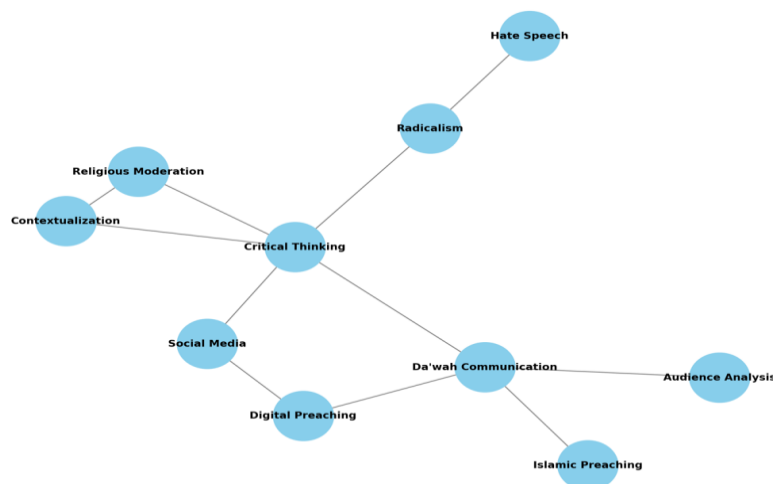 Hate Speech
Radicalism
Religious Moderation
Contextualization
Critical Thinking
Social Media
Da'wah Communication
Audience Analysis
Digital Preaching
Islamic Preaching